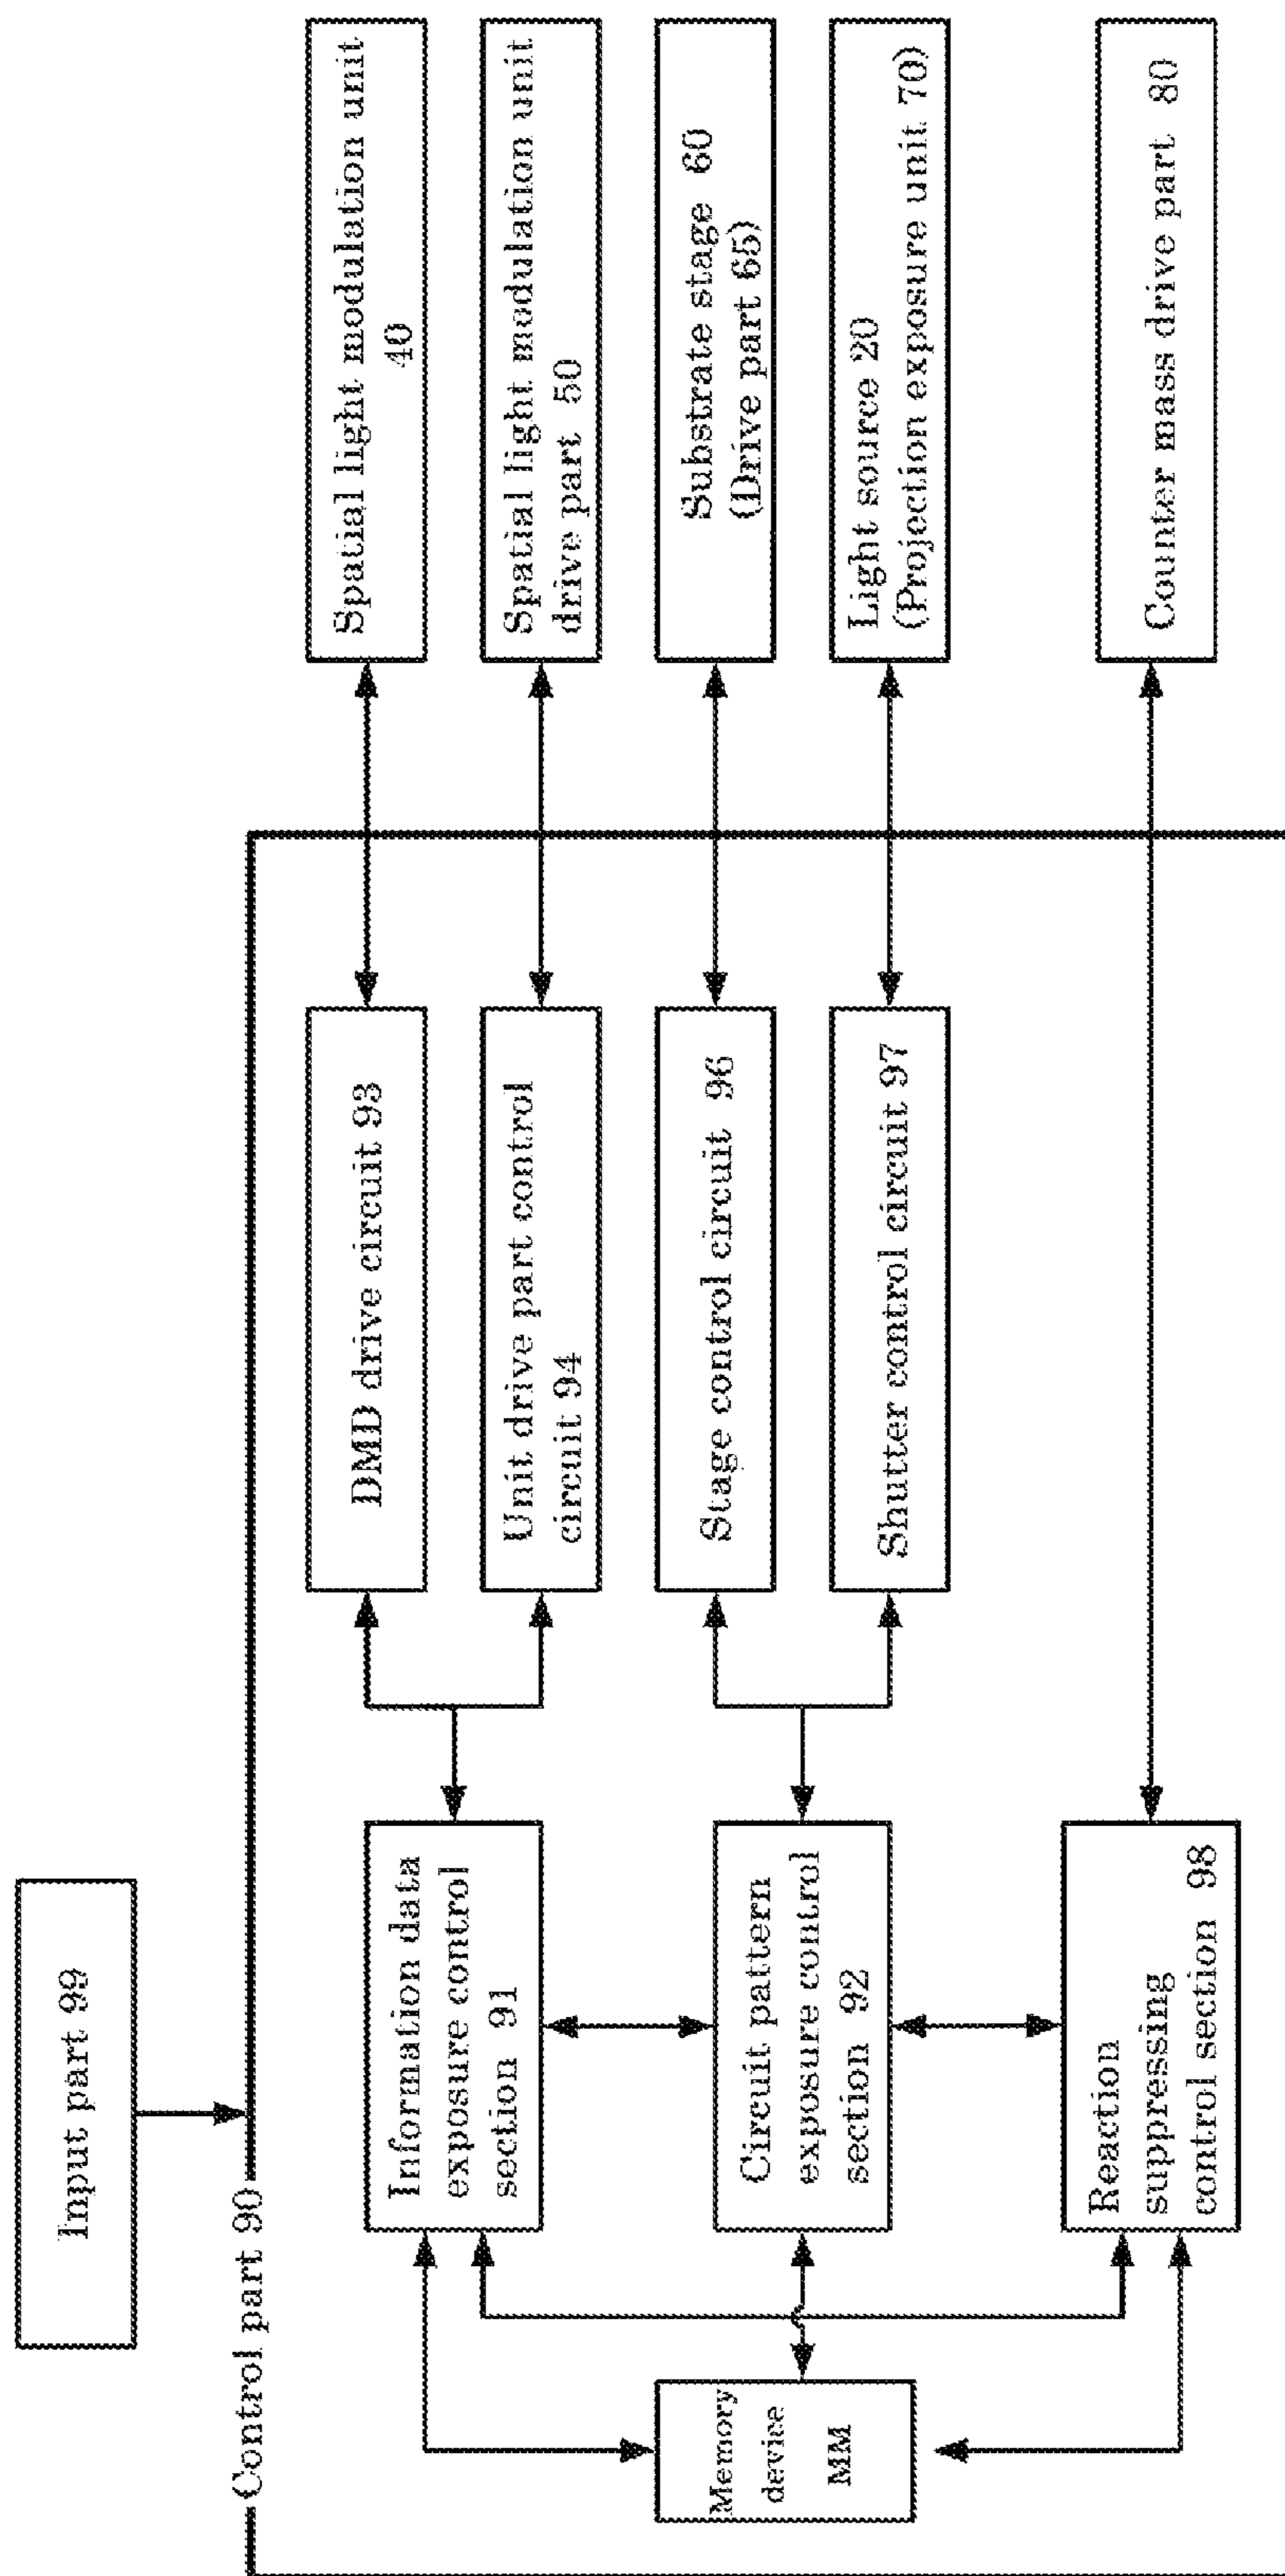 Input part 99
Control part 90
Memory
device
MM
Information data
exposure control
section 91
Circuit pattern
exposure control
section 92
Reaction
suppressing
control section 98
DMD drive circuit 93
Unit drive part control
circuit 94
Stage control circuit 96
Shutter control circuit 97
Spatial light modulation unit
40
Spatial light modulation unit
drive part 50
Substrate stage 60
(Drive part 65)
Light source 20
(Projection exposure unit 70)
Counter mass drive part 80